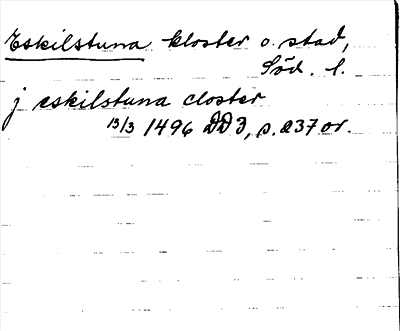 Eskilstuna kloster o. stad,
Söd. l.
j eskilstuna closter
13/3 1496 DD 3, s. 237 or.